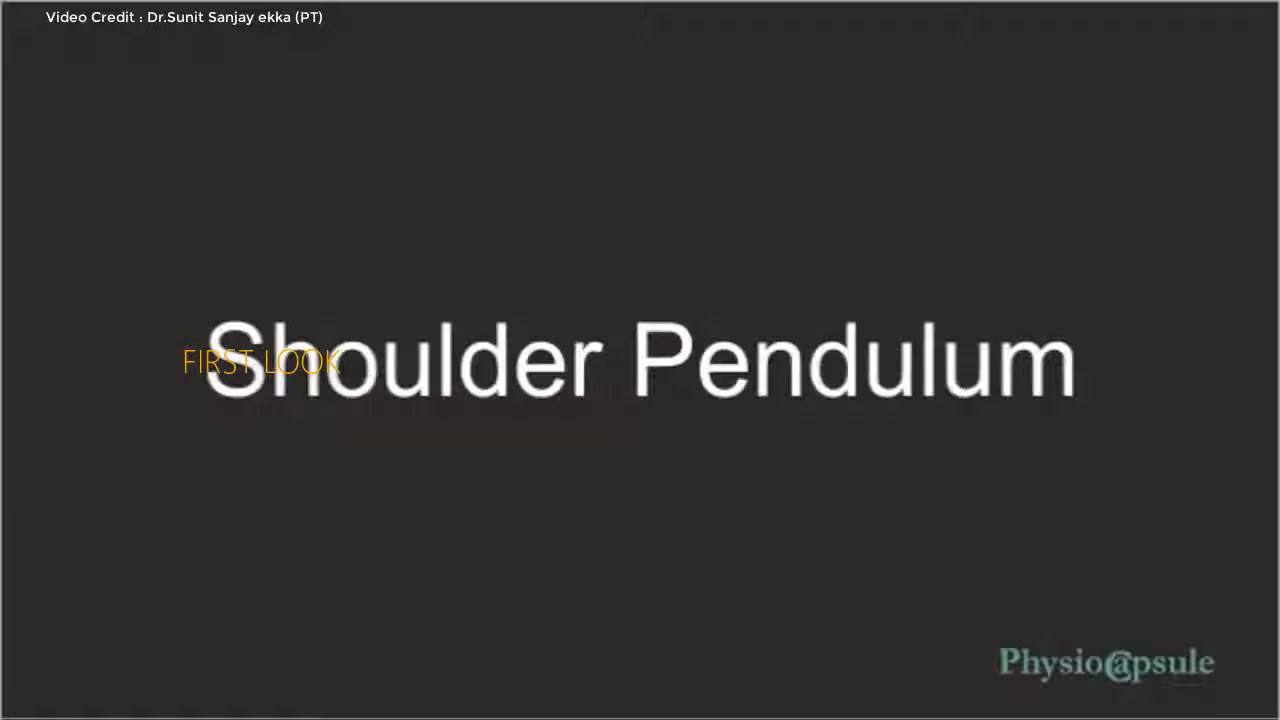 Video Credit : Dr.Sunit Sanjay ekka (PT)
Shoulder Pendulum
FIRST LOOK
Physio@psule